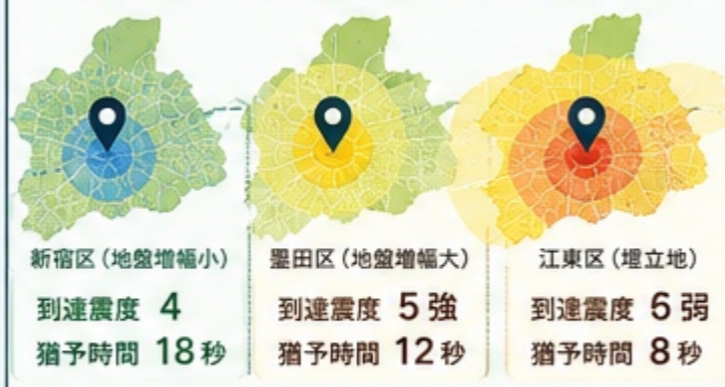 新宿区（地盤増幅小）
到達震度 4
猶予時間 18秒
墨田区（地盤増幅大）
到達震度 5強
猶予時間 12秒
江東区（埋立地）
到達震度 6弱
猶予時間 8秒